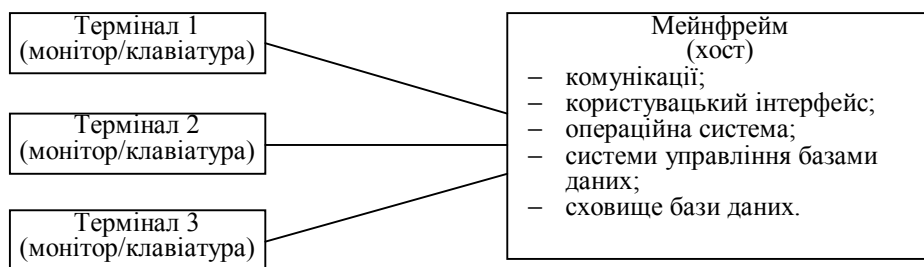 Термінал 1
(монітор/клавіатура)
Термінал 2
(монітор/клавіатура)
Термінал 3
(монітор/клавіатура)
Мейнфрейм
(хост)
– комунікації;
– користувацький інтерфейс;
– операційна система;
– системи управління базами
даних;
– сховище бази даних.